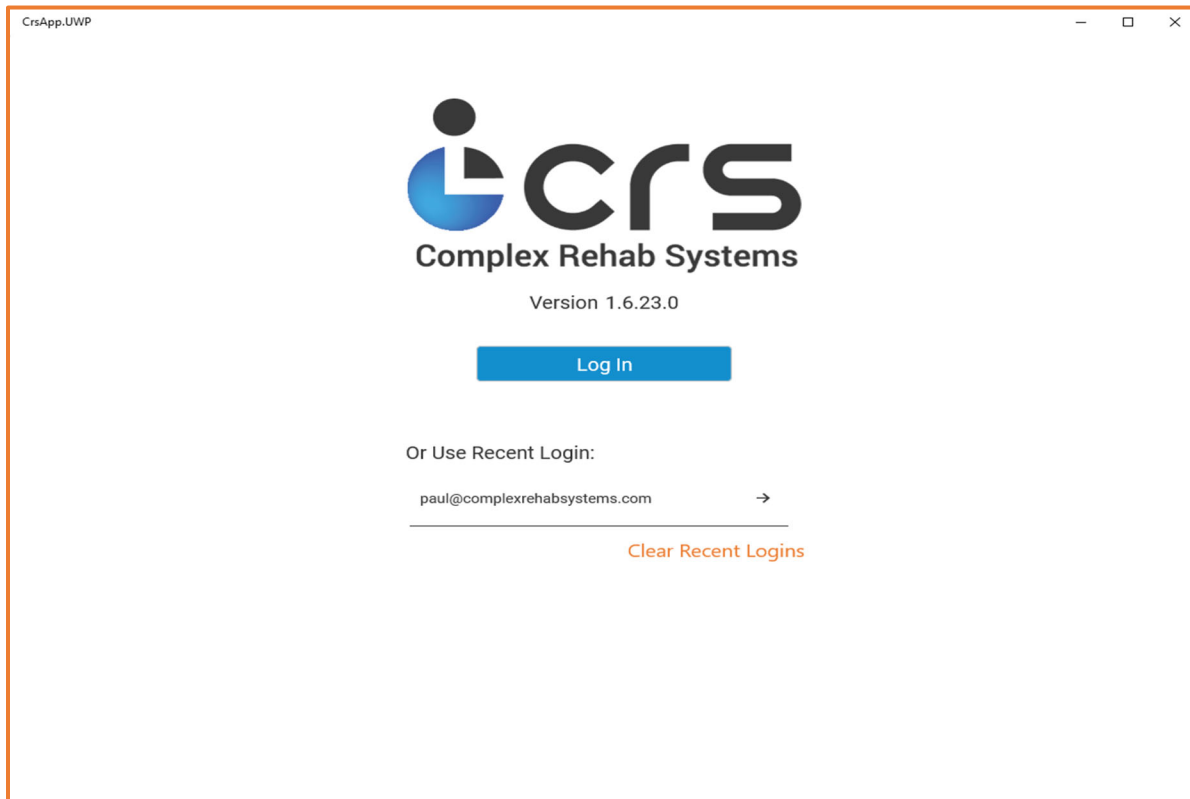 CrsApp.UWP
crs
Complex Rehab Systems
Version 1.6.23.0
Log In
Or Use Recent Login:
paul@complexrehabsystems.com
Clear Recent Logins